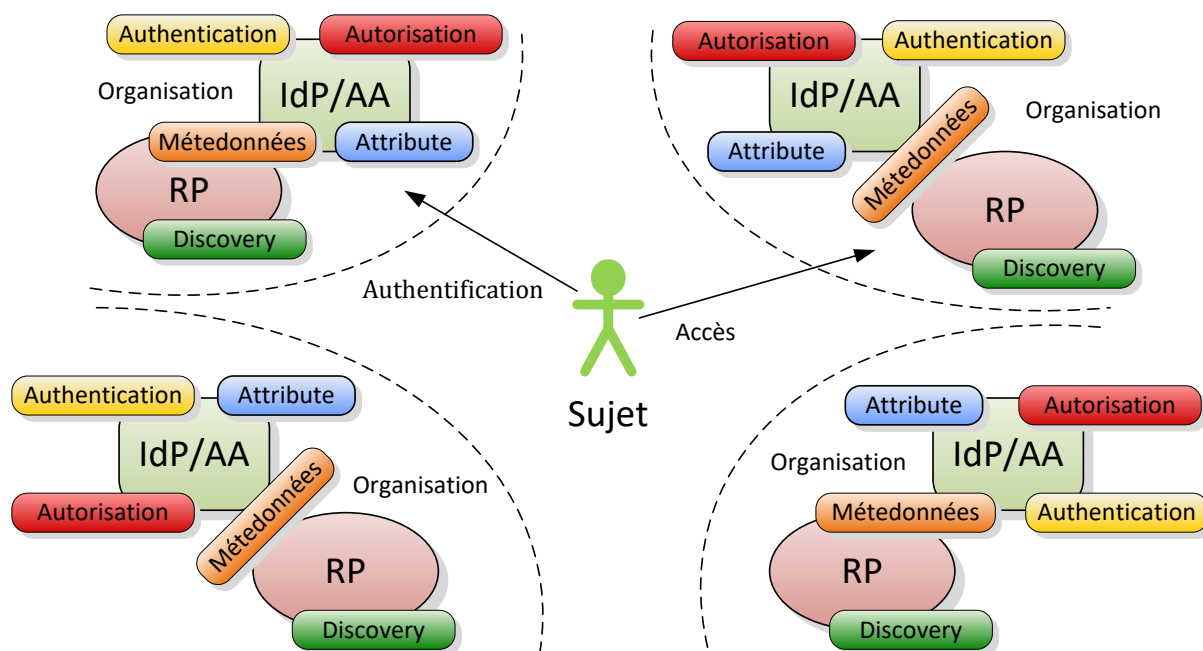 Authentication
Autorisation
Organisation
IdP/AA
Métedonnées
Attribute
RP
Discovery
Autorisation
Authentication
IdP/AA
Organisation
Attribute
Métedonnées
RP
Discovery
Authentification
Accès
Sujet
Authentication
Attribute
IdP/AA
Organisation
Autorisation
Métedonnées
RP
Discovery
Attribute
Autorisation
Organisation
IdP/AA
Métedonnées
Authentication
RP
Discovery